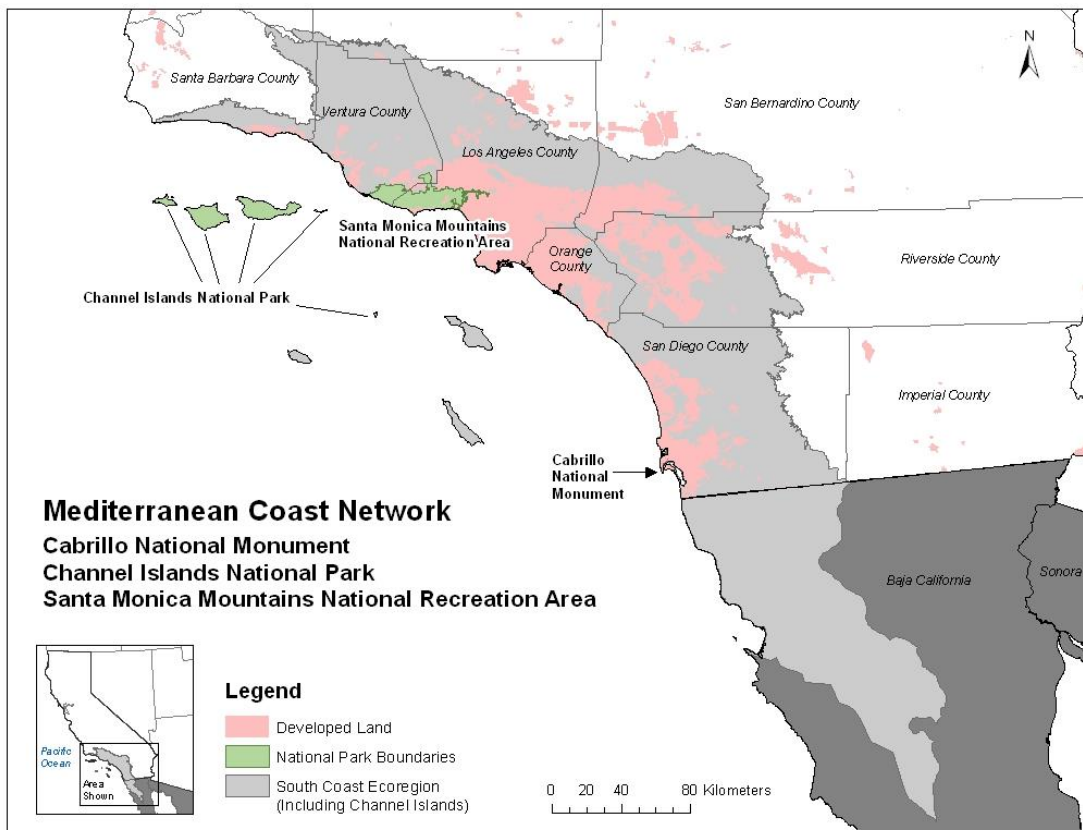 N
Santa Barbara County
Ventura County
San Bernardino County
Los Angeles County
Santa Monica Mountains
National Recreation Area
Orange
County
Riverside County
Channel Islands National Park
San Diego County
Imperial County
Cabrillo
National
Monument
Mediterranean Coast Network
Cabrillo National Monument
Channel Islands National Park
Santa Monica Mountains National Recreation Area
Baja California
Sonora
Legend
Developed Land
National Park Boundaries
South Coast Ecoregion
(Including Channel Islands)
Pacific
Ocean
Area
Shown
0 20 40 80 Kilometers